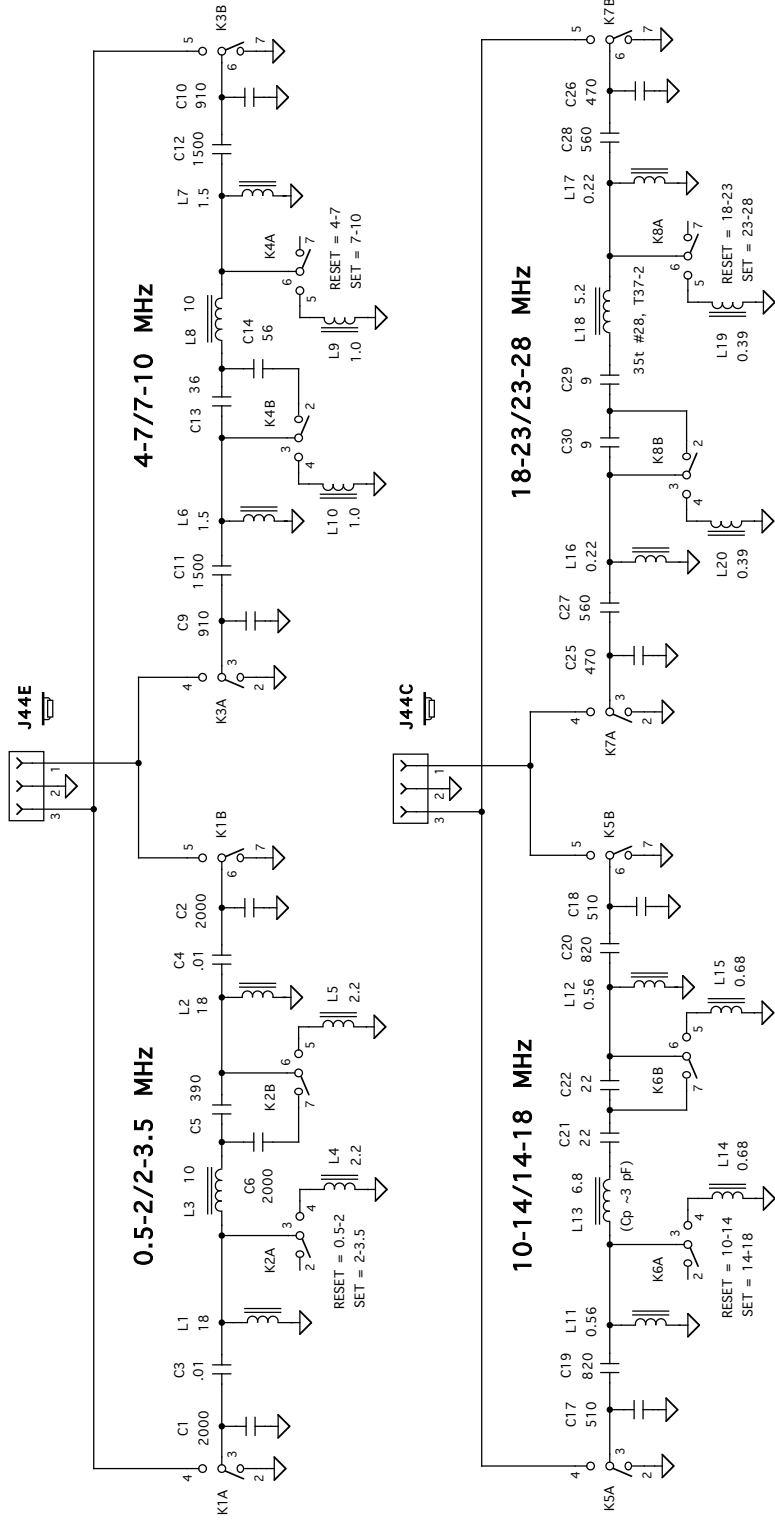 J44E
3
2
1
0.5-2/2-3.5 MHz
4-7/7-10 MHz
K1A
4
3
2
C1
2000
C3
.01
L1
18
K2A
2
3
4
RESET = 0.5-2
SET = 2-3.5
L4
2.2
L3
10
C6
2000
C5
390
K2B
7
6
5
L5
2.2
L2
18
C4
.01
C2
2000
K1B
5
6
7
K3A
4
3
2
C9
910
C11
1500
L6
1.5
L10
1.0
K4B
4
3
2
C13
36
C14
56
L8
10
L9
1.0
K4A
5
6
7
RESET = 4-7
SET = 7-10
L7
1.5
C12
1500
C10
910
K3B
5
6
7
J44C
3
2
1
10-14/14-18 MHz
18-23/23-28 MHz
K5A
4
3
2
C17
510
C19
820
L11
0.56
K6A
2
3
4
RESET = 10-14
SET = 14-18
L14
0.68
L13
6.8
(Cp ~3 pF)
C21
22
C22
22
K6B
7
6
5
L15
0.68
L12
0.56
C20
820
C18
510
K5B
5
6
7
K7A
4
3
2
C25
470
C27
560
L16
0.22
L20
0.39
K8B
4
3
2
C30
9
C29
9
L18
5.2
35t #28, T37-2
L19
0.39
K8A
5
6
7
RESET = 18-23
SET = 23-28
L17
0.22
C28
560
C26
470
K7B
5
6
7